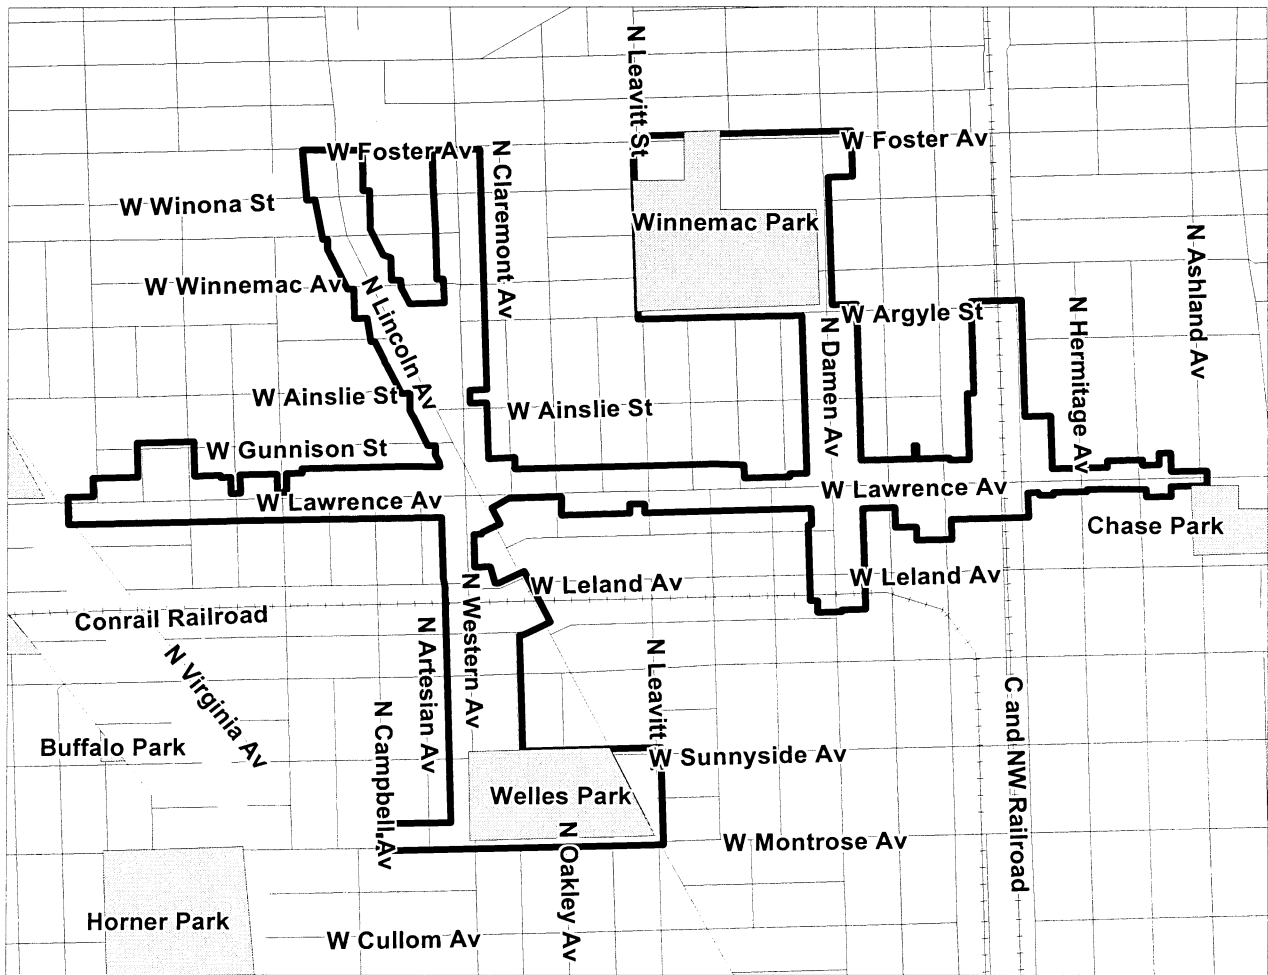 N Leavitt St
W Foster Av
W Foster Av
N Claremont Av
W Winona St
Winnemac Park
N Ashland Av
W Winnemac Av
N Lincoln Av
N Hermitage Av
W Argyle St
N Damen Av
W Ainslie St
W Ainslie St
W Gunnison St
W Lawrence Av
W Lawrence Av
Chase Park
W Leland Av
W Leland Av
N Western Av
Conrail Railroad
N Artesian Av
N Virginia Av
N Leavitt
C and NW Railroad
N Campbell Av
Buffalo Park
W Sunnyside Av
Welles Park
N Oakley Av
W Montrose Av
Horner Park
W Cullom Av